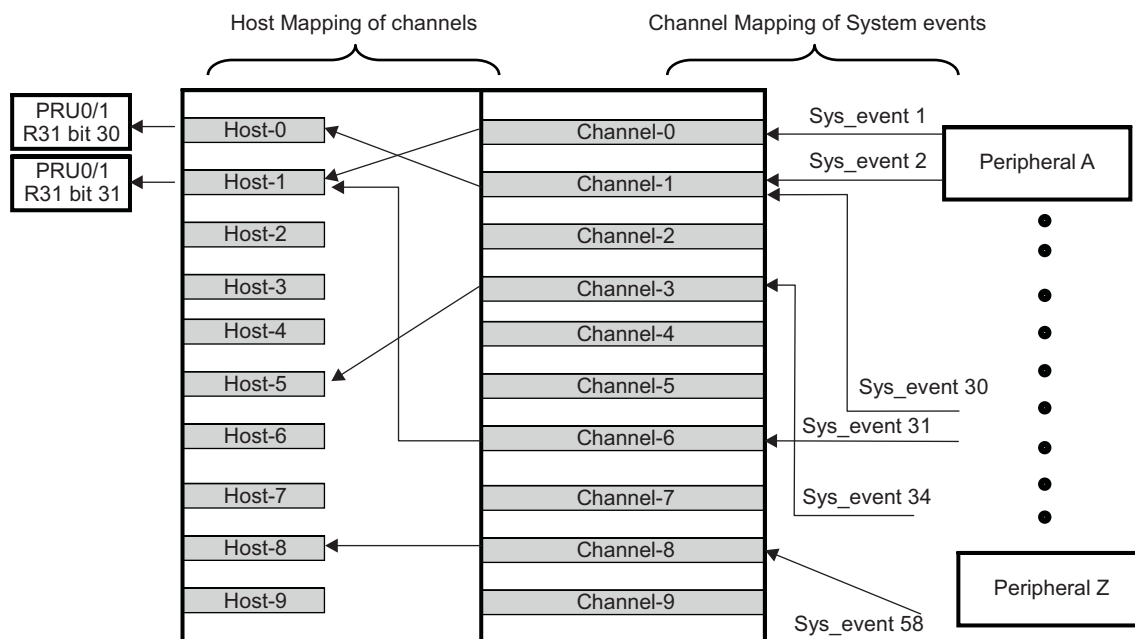 Host Mapping of channels
Channel Mapping of System events
PRU0/1
R31 bit 30
PRU0/1
R31 bit 31
Host-0
Host-1
Host-2
Host-3
Host-4
Host-5
Host-6
Host-7
Host-8
Host-9
Channel-0
Channel-1
Channel-2
Channel-3
Channel-4
Channel-5
Channel-6
Channel-7
Channel-8
Channel-9
Sys_event 1
Sys_event 2
Sys_event 30
Sys_event 31
Sys_event 34
Sys_event 58
Peripheral A
Peripheral Z